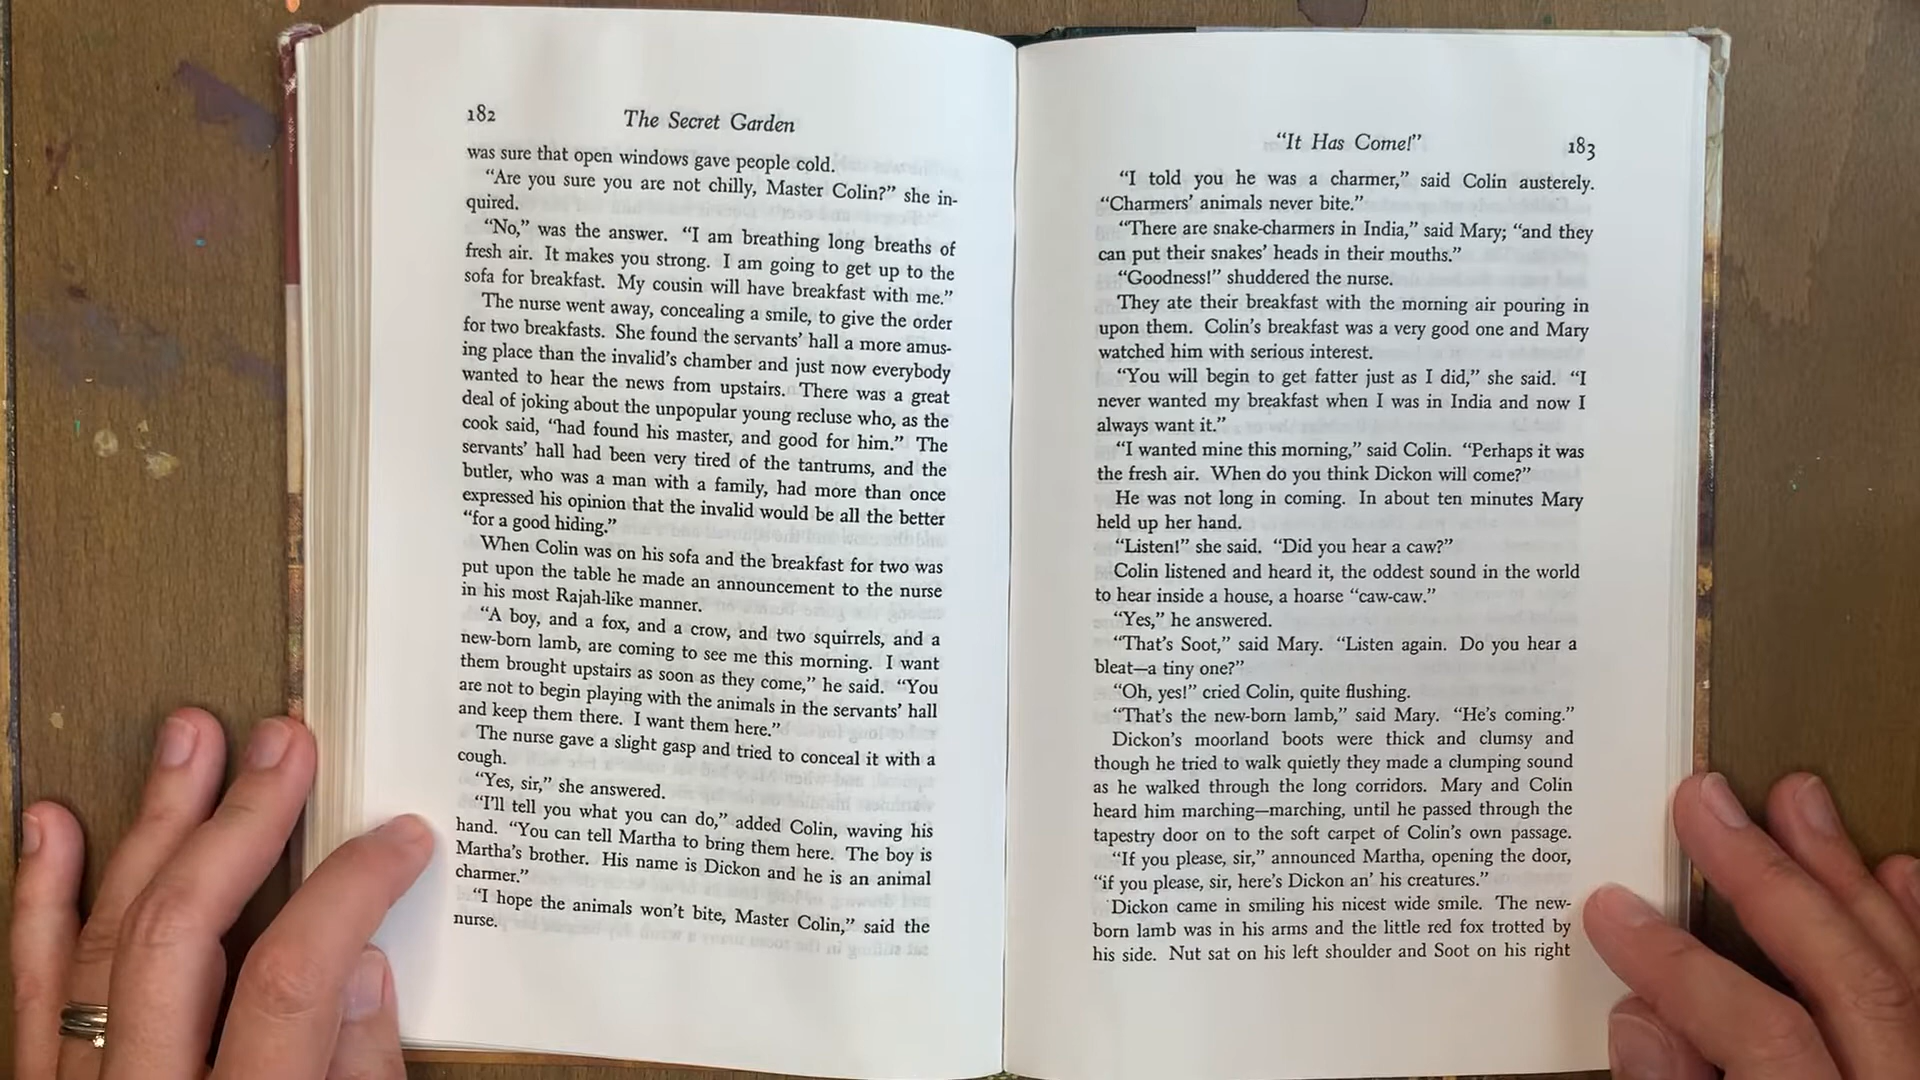 182 The Secret Garden
was sure that open windows gave people cold.
“Are you sure you are not chilly, Master Colin?” she in-
quired.
“No,” was the answer. “I am breathing long breaths of
fresh air. It makes you strong. I am going to get up to the
sofa for breakfast. My cousin will have breakfast with me.”
The nurse went away, concealing a smile, to give the order
for two breakfasts. She found the servants’ hall a more amus-
ing place than the invalid’s chamber and just now everybody
wanted to hear the news from upstairs. There was a great
deal of joking about the unpopular young recluse who, as the
cook said, “had found his master, and good for him.” The
servants’ hall had been very tired of the tantrums, and the
butler, who was a man with a family, had more than once
expressed his opinion that the invalid would be all the better
“for a good hiding.”
When Colin was on his sofa and the breakfast for two was
put upon the table he made an announcement to the nurse
in his most Rajah-like manner.
“A boy, and a fox, and a crow, and two squirrels, and a
new-born lamb, are coming to see me this morning. I want
them brought upstairs as soon as they come,” he said. “You
are not to begin playing with the animals in the servants’ hall
and keep them there. I want them here.”
The nurse gave a slight gasp and tried to conceal it with a
cough.
“Yes, sir,” she answered.
“I’ll tell you what you can do,” added Colin, waving his
hand. “You can tell Martha to bring them here. The boy is
Martha’s brother. His name is Dickon and he is an animal
charmer.”
“I hope the animals won’t bite, Master Colin,” said the
nurse.
“It Has Come!” 183
“I told you he was a charmer,” said Colin austerely.
“Charmers’ animals never bite.”
“There are snake-charmers in India,” said Mary; “and they
can put their snakes’ heads in their mouths.”
“Goodness!” shuddered the nurse.
They ate their breakfast with the morning air pouring in
upon them. Colin’s breakfast was a very good one and Mary
watched him with serious interest.
“You will begin to get fatter just as I did,” she said. “I
never wanted my breakfast when I was in India and now I
always want it.”
“I wanted mine this morning,” said Colin. “Perhaps it was
the fresh air. When do you think Dickon will come?”
He was not long in coming. In about ten minutes Mary
held up her hand.
“Listen!” she said. “Did you hear a caw?”
Colin listened and heard it, the oddest sound in the world
to hear inside a house, a hoarse “caw-caw.”
“Yes,” he answered.
“That’s Soot,” said Mary. “Listen again. Do you hear a
bleat—a tiny one?”
“Oh, yes!” cried Colin, quite flushing.
“That’s the new-born lamb,” said Mary. “He’s coming.”
Dickon’s moorland boots were thick and clumsy and
though he tried to walk quietly they made a clumping sound
as he walked through the long corridors. Mary and Colin
heard him marching—marching, until he passed through the
tapestry door on to the soft carpet of Colin’s own passage.
“If you please, sir,” announced Martha, opening the door,
“if you please, sir, here’s Dickon an’ his creatures.”
Dickon came in smiling his nicest wide smile. The new-
born lamb was in his arms and the little red fox trotted by
his side. Nut sat on his left shoulder and Soot on his right